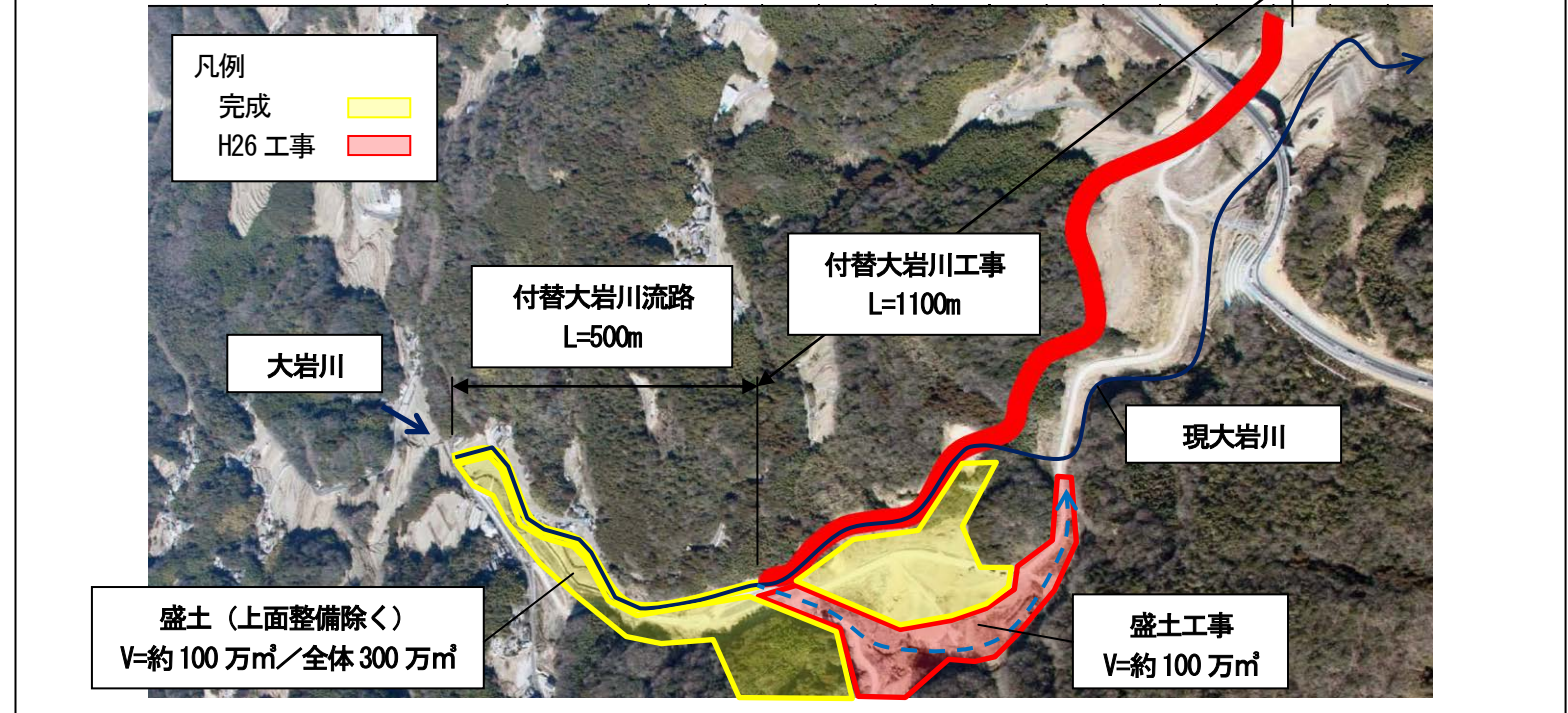 凡例
完成
H26 工事
付替大岩川流路
L=500m
付替大岩川工事
L=1100m
大岩川
現大岩川
盛土（上面整備除く）
V=約 100 万㎥／全体 300 万㎥
盛土工事
V=約 100 万㎥